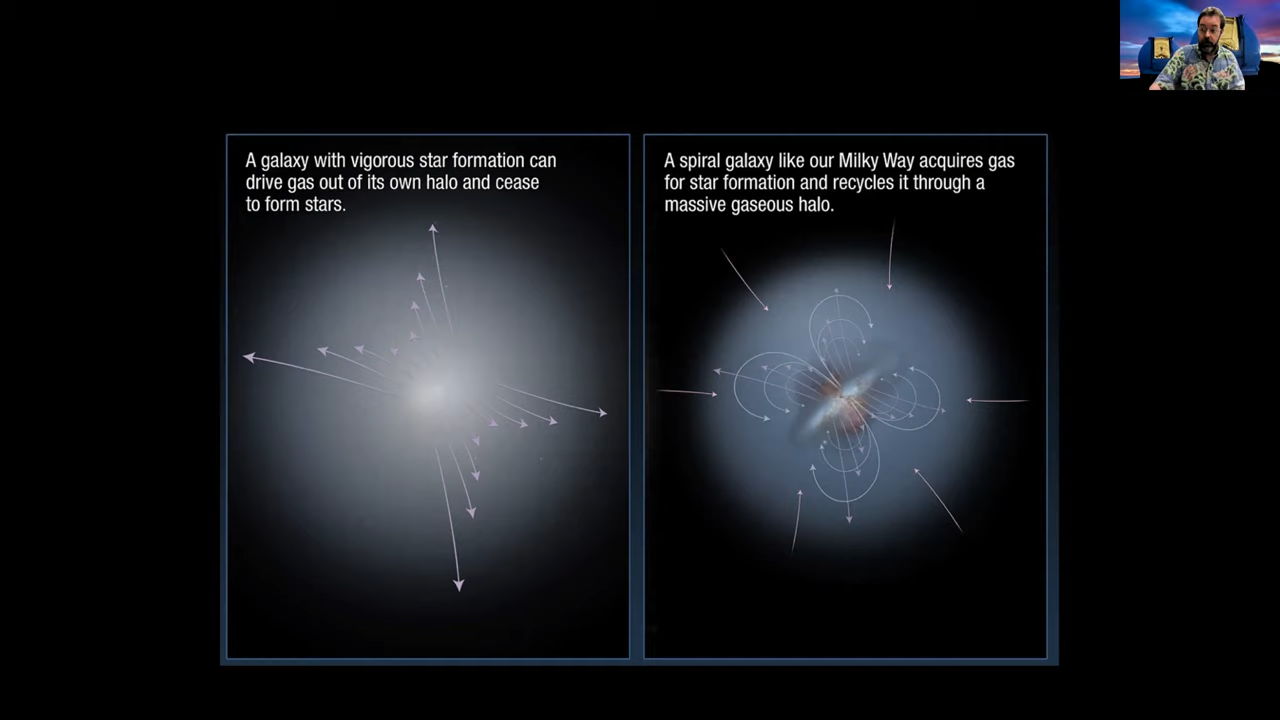 A galaxy with vigorous star formation can
drive gas out of its own halo and cease
to form stars.
A spiral galaxy like our Milky Way acquires gas
for star formation and recycles it through a
massive gaseous halo.